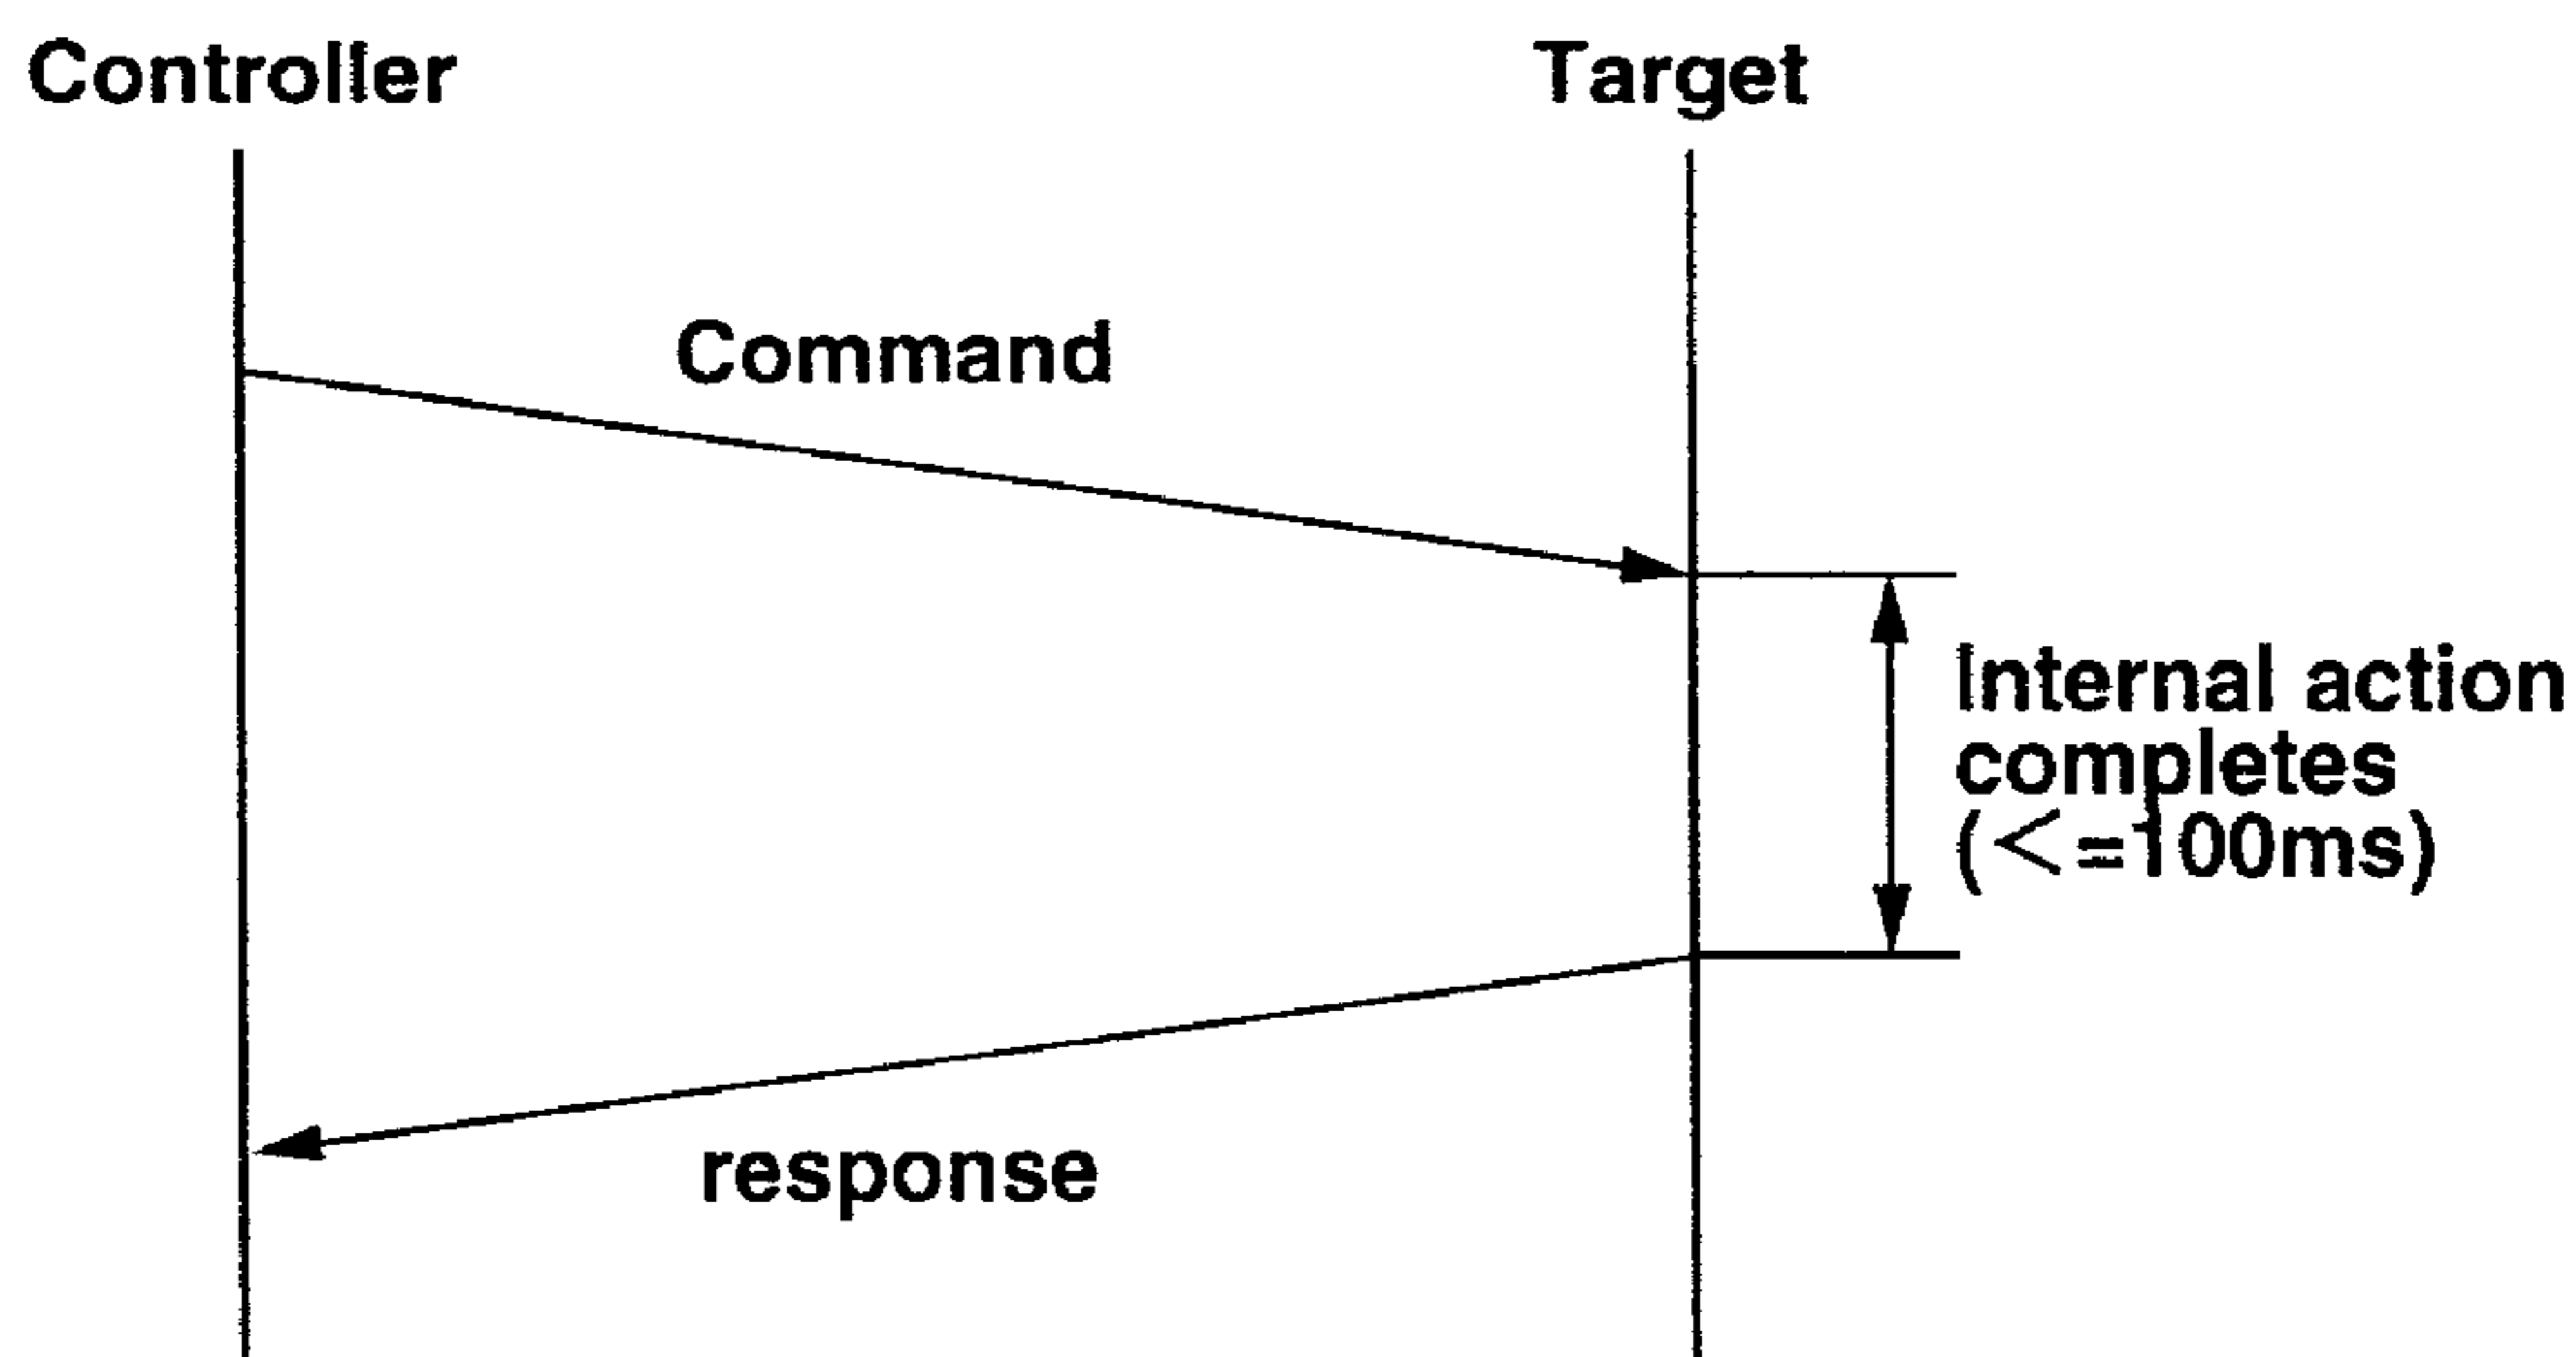 Controller
Target
Command
Internal action
completes
(<=100ms)
response